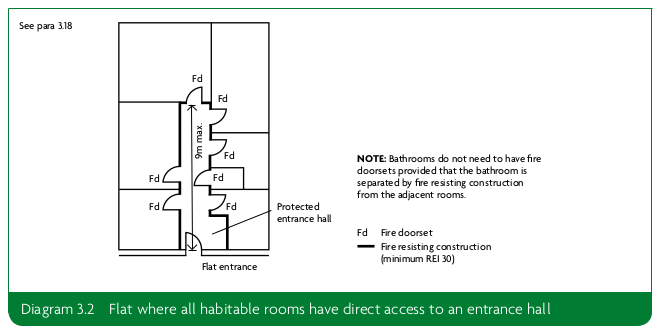 See para 3.18
Fd
Fd
9m max.
Fd
Fd
Fd
Fd
Fd
Protected
entrance hall
Flat entrance
NOTE: Bathrooms do not need to have fire
doorsets provided that the bathroom is
separated by fire resisting construction
from the adjacent rooms.
Fd Fire doorset
Fire resisting construction
(minimum REI 30)
Diagram 3.2 Flat where all habitable rooms have direct access to an entrance hall